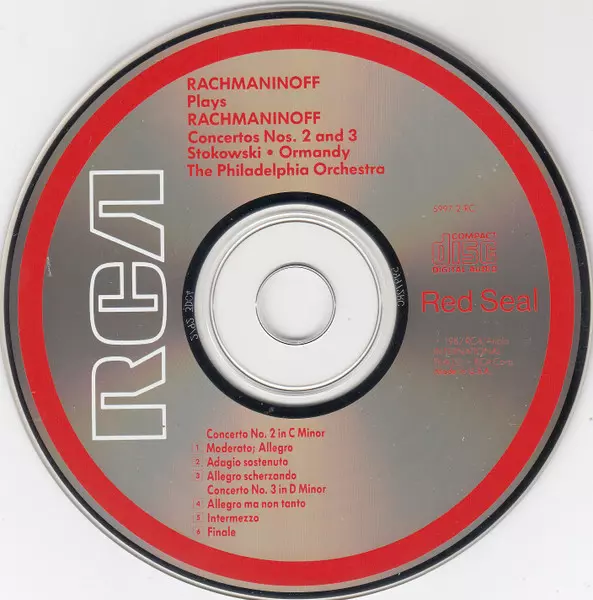 RACHMANINOFF
Plays
RACHMANINOFF
Concertos Nos. 2 and 3
Stokowski • Ormandy
The Philadelphia Orchestra
RCA
COMPACT
disc
DIGITAL AUDIO
Red Seal
Concerto No. 2 in C Minor
1 Moderato; Allegro
2 Adagio sostenuto
3 Allegro scherzando
Concerto No. 3 in D Minor
4 Allegro ma non tanto
5 Intermezzo
6 Finale